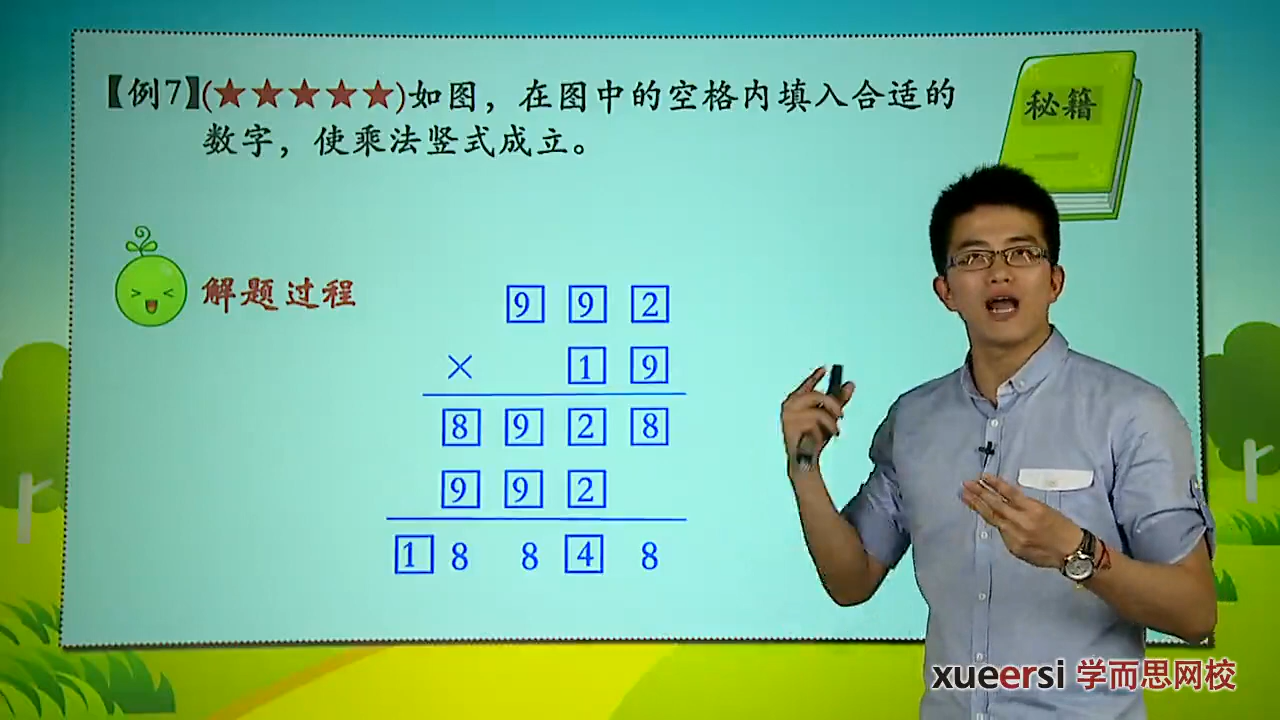 【例7】(★★★★★)如图，在图中的空格内填入合适的
数字，使乘法竖式成立。
秘籍
解题过程
9 9 2
× 1 9
8 9 2 8
9 9 2
1 8 8 4 8
xueersi 学而思网校